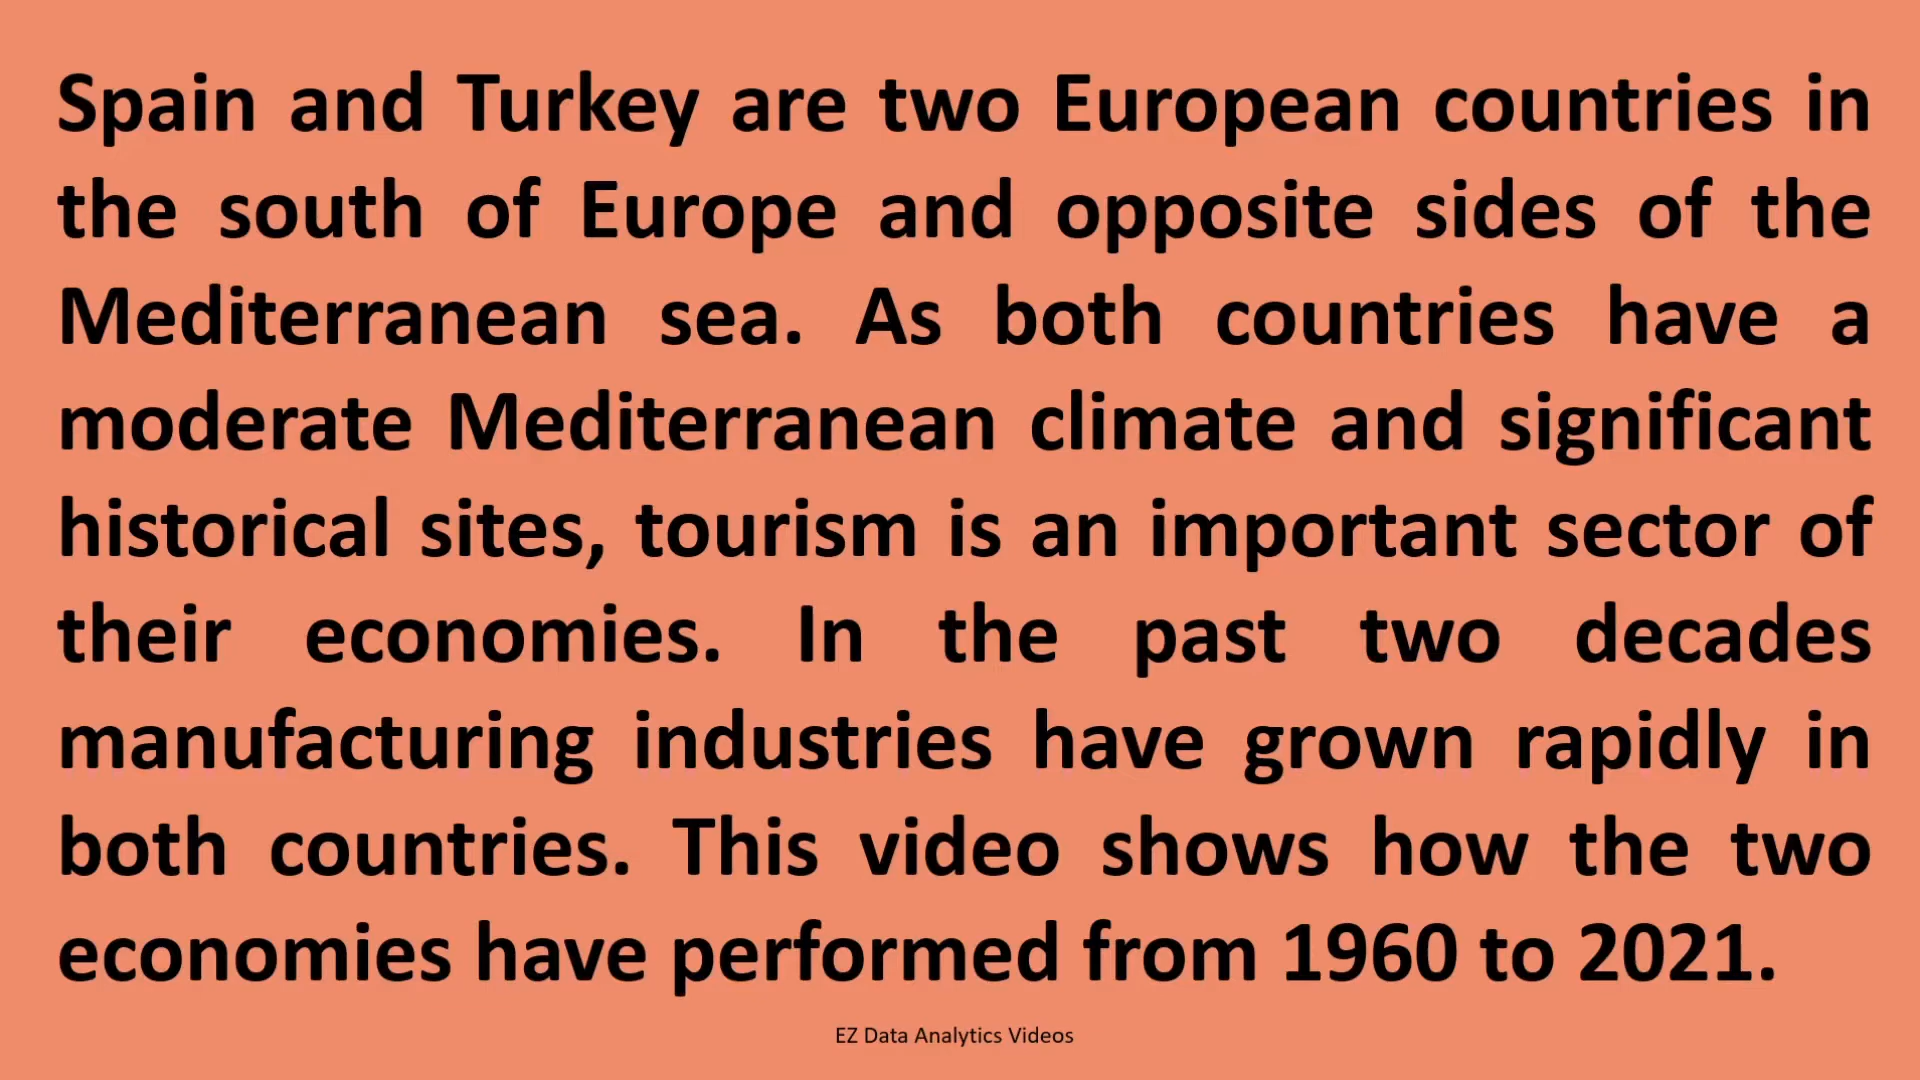 Spain and Turkey are two European countries in
the south of Europe and opposite sides of the
Mediterranean sea. As both countries have a
moderate Mediterranean climate and significant
historical sites, tourism is an important sector of
their economies. In the past two decades
manufacturing industries have grown rapidly in
both countries. This video shows how the two
economies have performed from 1960 to 2021.
EZ Data Analytics Videos